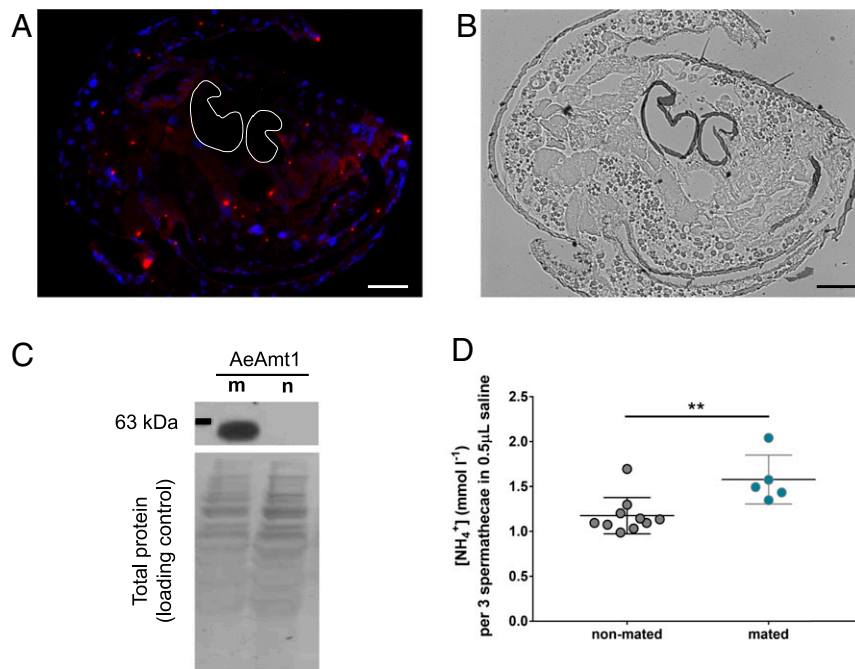 A
B
C
AeAmt1
m n
63 kDa
Total protein
(loading control)
D
[NH₄⁺] (mmol l⁻¹)
per 3 spermathecae in 0.5μL saline
2.5
2.0
1.5
1.0
0.5
0.0
**
non-mated mated